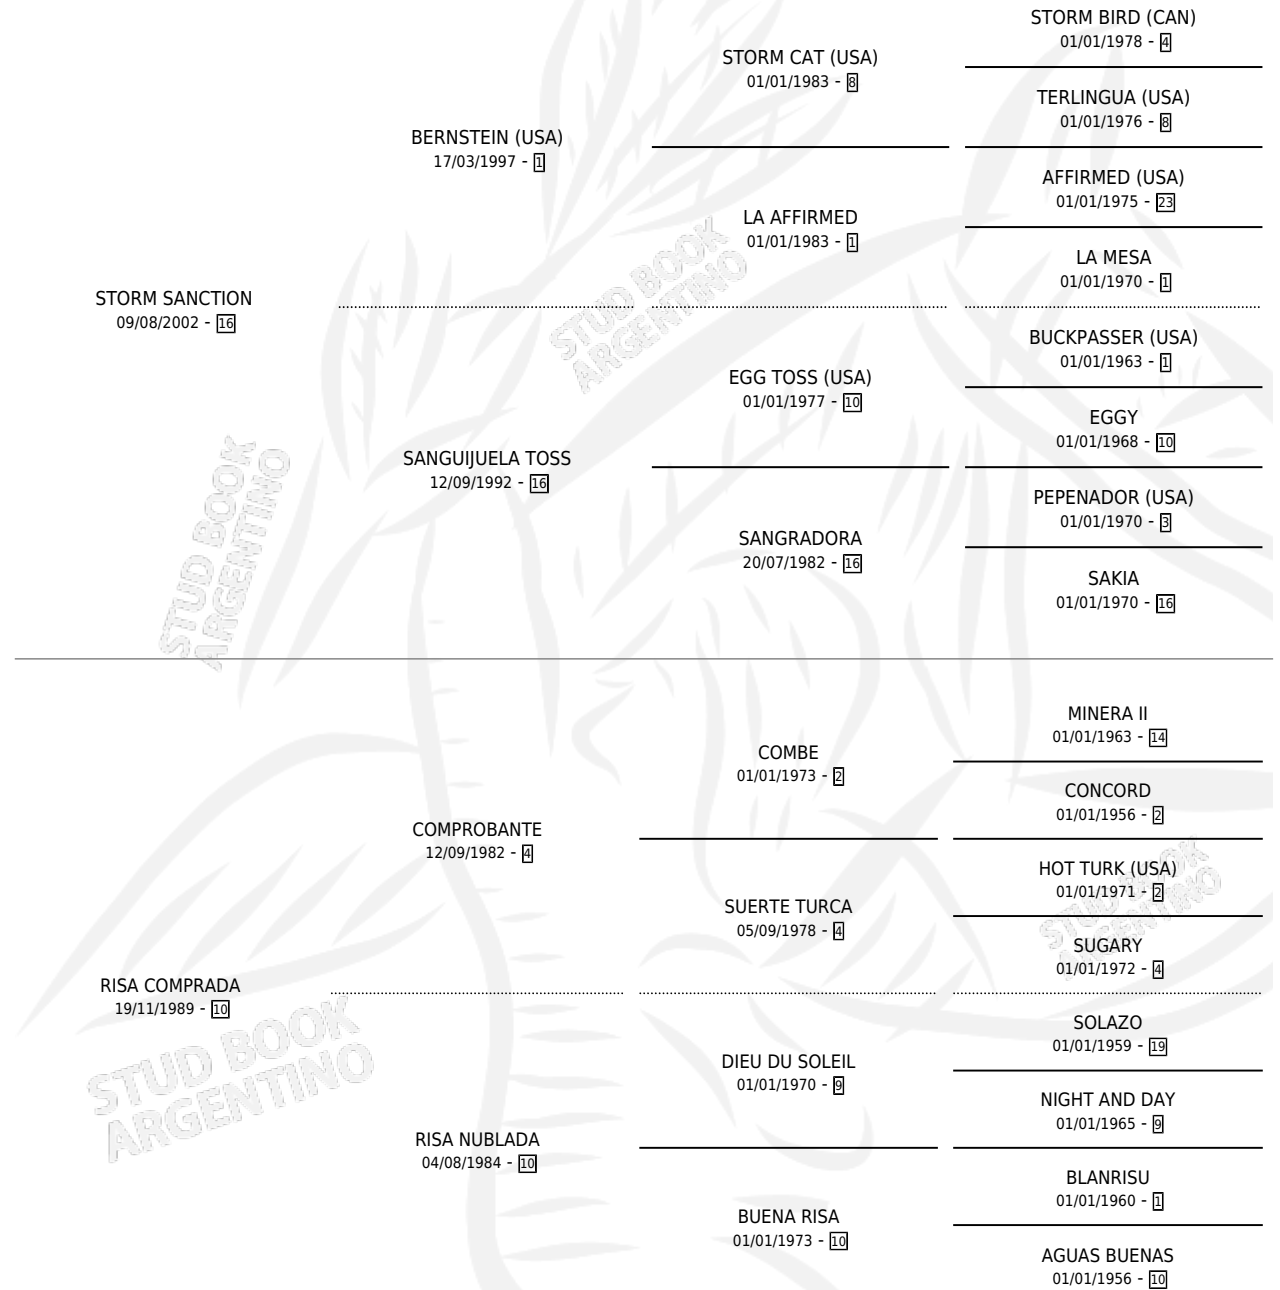 STORM BIRD (CAN)
01/01/1978 - 4
STORM CAT (USA)
01/01/1983 - 8
TERLINGUA (USA)
01/01/1976 - 8
BERNSTEIN (USA)
17/03/1997 - 1
AFFIRMED (USA)
01/01/1975 - 23
LA AFFIRMED
01/01/1983 - 1
LA MESA
01/01/1970 - 1
STORM SANCTION
09/08/2002 - 16
STUD BOOK
ARGENTINO
BUCKPASSER (USA)
01/01/1963 - 1
EGG TOSS (USA)
01/01/1977 - 10
EGGY
01/01/1968 - 10
SANGUIJUELA TOSS
12/09/1992 - 16
PEPENADOR (USA)
01/01/1970 - 3
SANGRADORA
20/07/1982 - 16
SAKIA
01/01/1970 - 16
STUD BOOK
ARGENTINO
MINERA II
01/01/1963 - 14
COMBE
01/01/1973 - 2
CONCORD
01/01/1956 - 2
COMPROBANTE
12/09/1982 - 4
HOT TURK (USA)
01/01/1971 - 2
SUERTE TURCA
05/09/1978 - 4
STUD BOOK
ARGENTINO
SUGARY
01/01/1972 - 4
RISA COMPRADA
19/11/1989 - 10
STUD BOOK
ARGENTINO
SOLAZO
01/01/1959 - 19
DIEU DU SOLEIL
01/01/1970 - 9
NIGHT AND DAY
01/01/1965 - 9
RISA NUBLADA
04/08/1984 - 10
BLANRISU
01/01/1960 - 1
BUENA RISA
01/01/1973 - 10
AGUAS BUENAS
01/01/1956 - 10